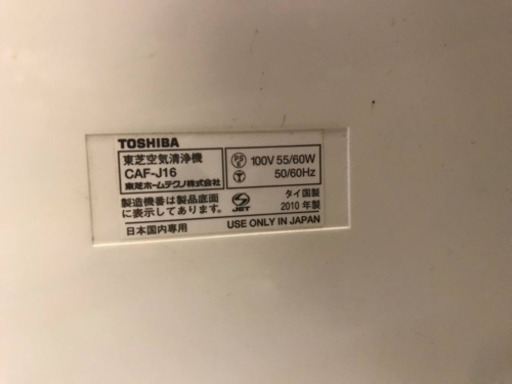 TOSHIBA
東芝空気清浄機
CAF-J16
東芝ホームテクノ株式会社
PS
E
100V 55/60W
50/60Hz
製造機番は製品底面
に表示してあります。
JET
タイ国製
2010 年製
日本国内専用
USE ONLY IN JAPAN